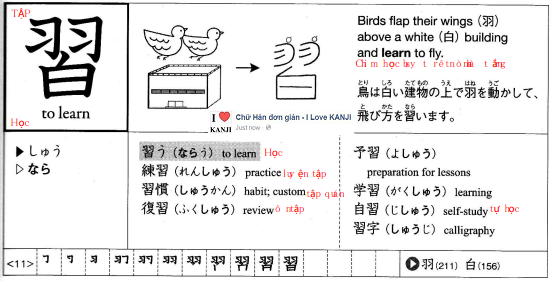 TẬP
習
to learn
Học
Birds flap their wings (羽)
above a white (白) building
and learn to fly.
とり しろ たてもの うえ はね うご
鳥は白い建物の上で羽を動かして、
と かた なら
飛び方を習います。
I ❤ KANJI
Chữ Hán đơn giản - I Love KANJI
Just now
▶しゅう
▷なら
習う (ならう) to learn Học
練習 (れんしゅう) practice luyện tập
習慣 (しゅうかん) habit; custom tập quán
復習 (ふくしゅう) review ôn tập
予習 (よしゅう)
preparation for lessons
学習 (がくしゅう) learning
自習 (じしゅう) self-study tự học
習字 (しゅうじ) calligraphy
<11>
習
▶羽(211) 白(156)